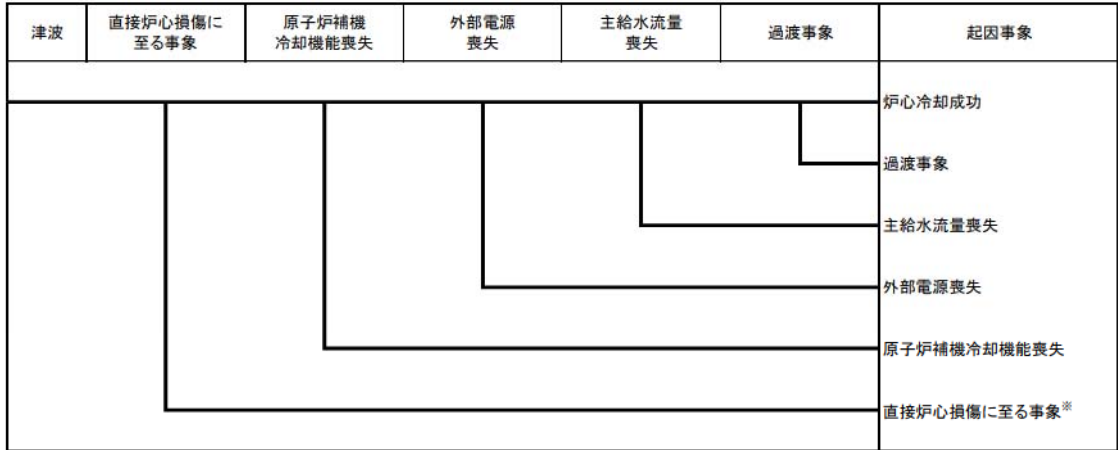 津波
直接炉心損傷に
至る事象
原子炉補機
冷却機能喪失
外部電源
喪失
主給水流量
喪失
過渡事象
起因事象
炉心冷却成功
過渡事象
主給水流量喪失
外部電源喪失
原子炉補機冷却機能喪失
直接炉心損傷に至る事象※